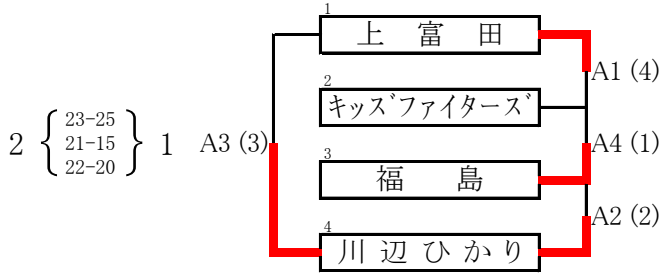 1
上 富 田
A1 (4)
2
キッズファイターズ
23-25
2 { 21-15 } 1 A3 (3)
22-20
A4 (1)
3
福 島
A2 (2)
4
川 辺 ひ か り